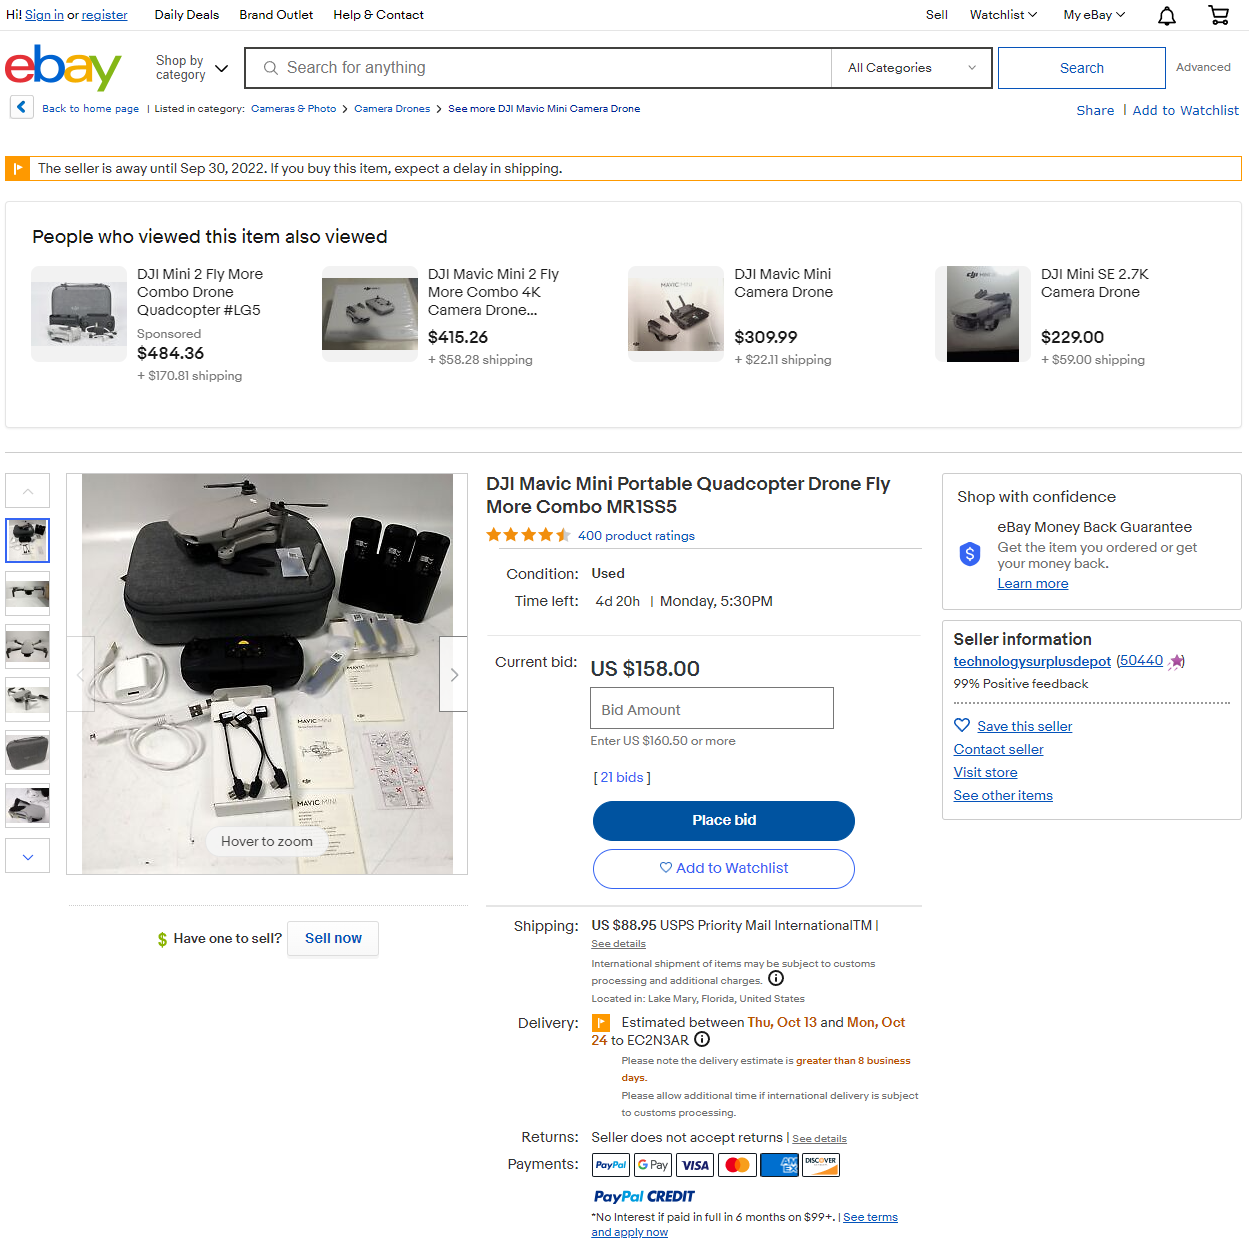 Hi! Sign in or register
Daily Deals
Brand Outlet
Help & Contact
Sell
Watchlist
My eBay
ebay
Shop by
category
Search for anything
All Categories
Search
Advanced
Back to home page | Listed in category: Cameras & Photo > Camera Drones > See more DJI Mavic Mini Camera Drone
Share | Add to Watchlist
The seller is away until Sep 30, 2022. If you buy this item, expect a delay in shipping.
People who viewed this item also viewed
DJI Mini 2 Fly More
Combo Drone
Quadcopter #LG5
Sponsored
$484.36
+ $170.81 shipping
DJI Mavic Mini 2 Fly
More Combo 4K
Camera Drone...
$415.26
+ $58.28 shipping
MAVIC MINI
DJI Mavic Mini
Camera Drone
$309.99
+ $22.11 shipping
DJI Mini SE 2.7K
Camera Drone
$229.00
+ $59.00 shipping
MAVIC MINI
MAVIC MINI
MAVIC MINI
Hover to zoom
$ Have one to sell?
Sell now
DJI Mavic Mini Portable Quadcopter Drone Fly
More Combo MR1SS5
400 product ratings
Condition: Used
Time left: 4d 20h | Monday, 5:30PM
Current bid: US $158.00
Bid Amount
Enter US $160.50 or more
[ 21 bids ]
Place bid
Add to Watchlist
Shipping: US $88.95 USPS Priority Mail InternationalTM |
See details
International shipment of items may be subject to customs
processing and additional charges.
Located in: Lake Mary, Florida, United States
Delivery: Estimated between Thu, Oct 13 and Mon, Oct
24 to EC2N3AR
Please note the delivery estimate is greater than 8 business
days.
Please allow additional time if international delivery is subject
to customs processing.
Returns: Seller does not accept returns | See details
Payments: PayPal G Pay VISA AMEX DISCOVER
PayPal CREDIT
*No Interest if paid in full in 6 months on $99+. | See terms
and apply now
Shop with confidence
eBay Money Back Guarantee
Get the item you ordered or get
your money back.
Learn more
Seller information
technologysurplusdepot (50440)
99% Positive feedback
Save this seller
Contact seller
Visit store
See other items